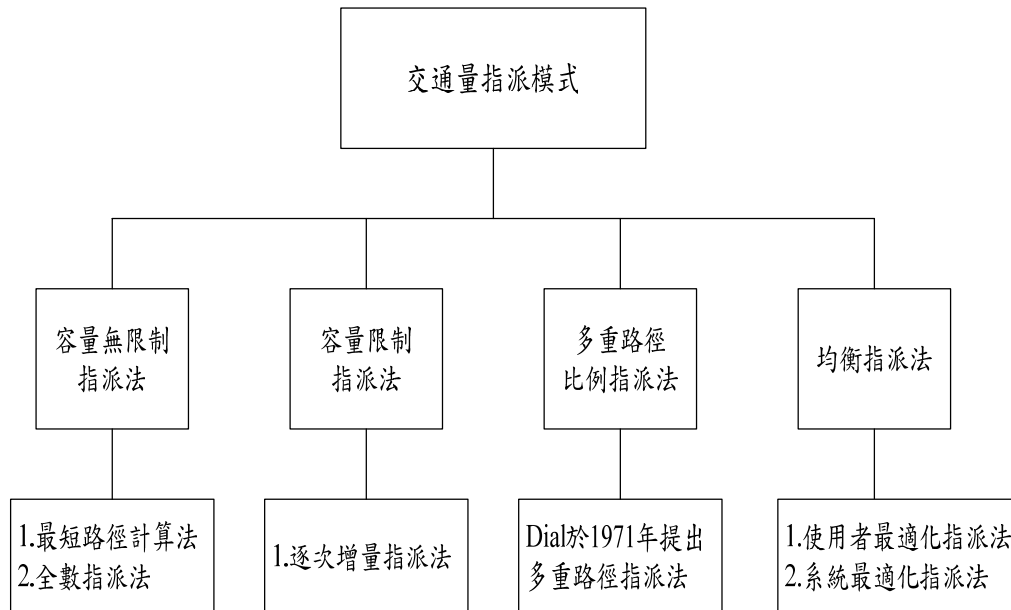 交通量指派模式
容量無限制
指派法
容量限制
指派法
多重路徑
比例指派法
均衡指派法
1.最短路徑計算法
2.全數指派法
1.逐次增量指派法
Dial於1971年提出
多重路徑指派法
1.使用者最適化指派法
2.系統最適化指派法